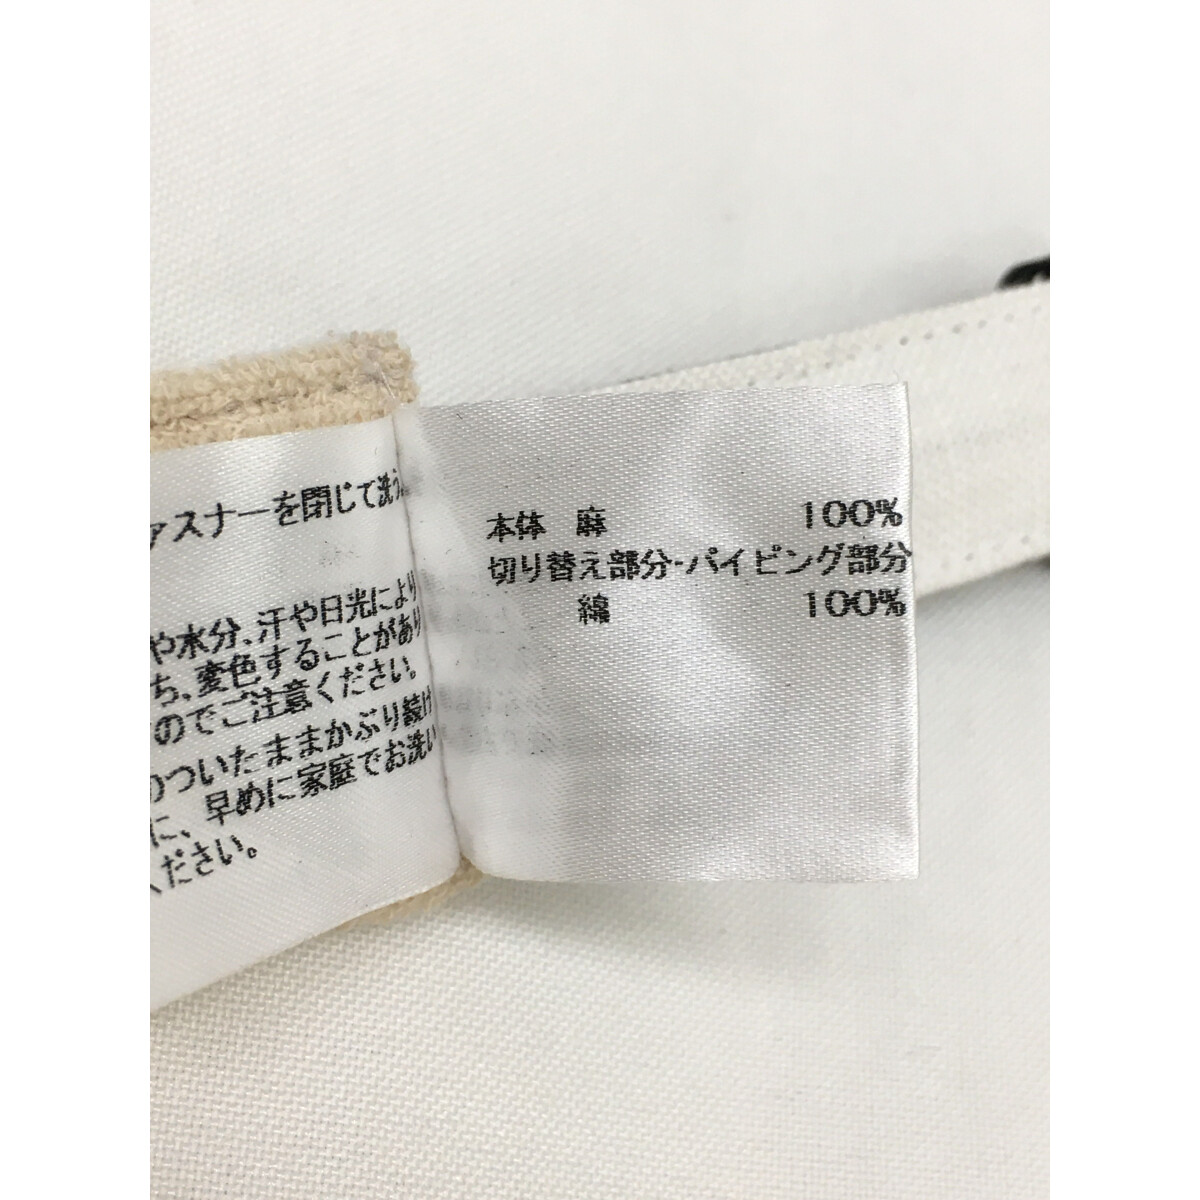 ァスナーを閉じて洗う。
や水分、汗や日光により
ち、変色することがあり
のでご注意ください。
のついたままかぶり続け
に、早めに家庭でお洗い
ください。
本体 麻 100%
切り替え部分・パイピング部分
綿 100%